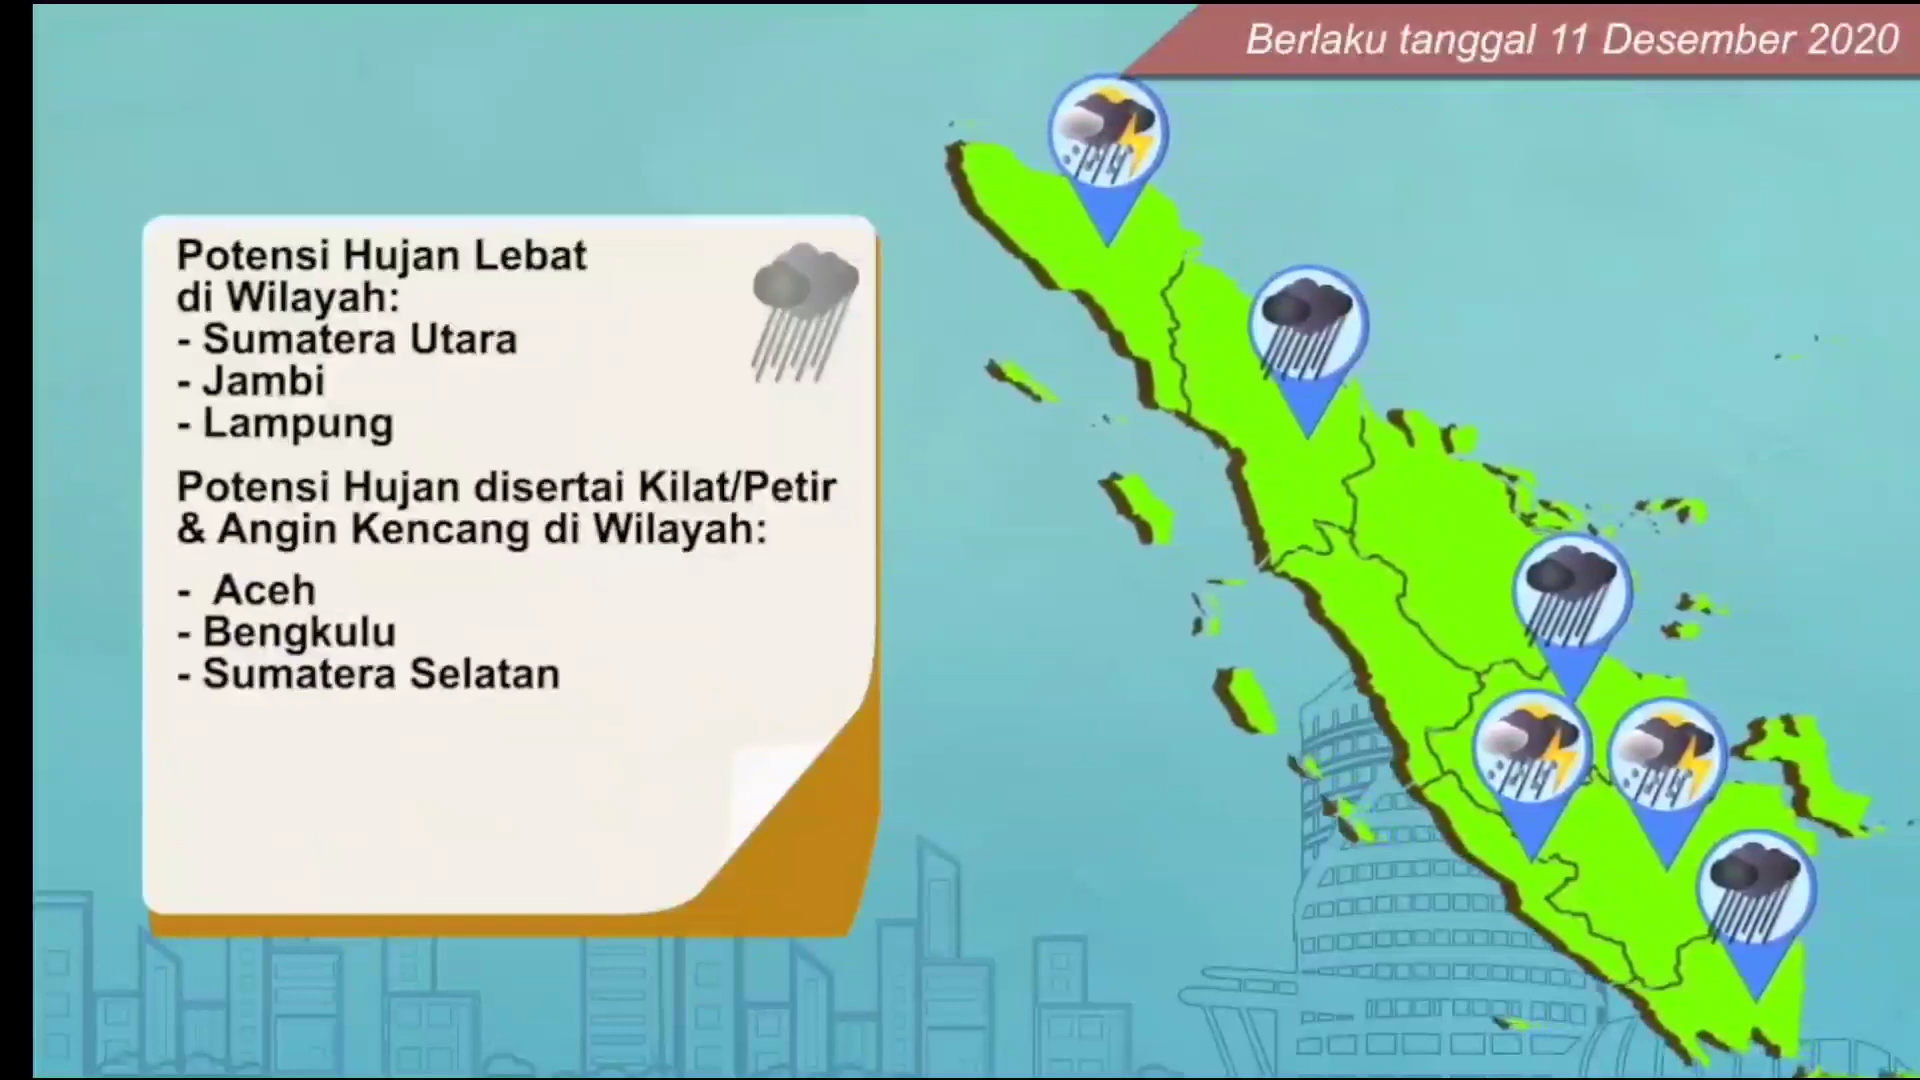 Berlaku tanggal 11 Desember 2020
Potensi Hujan Lebat
di Wilayah:
- Sumatera Utara
- Jambi
- Lampung
Potensi Hujan disertai Kilat/Petir
& Angin Kencang di Wilayah:
- Aceh
- Bengkulu
- Sumatera Selatan